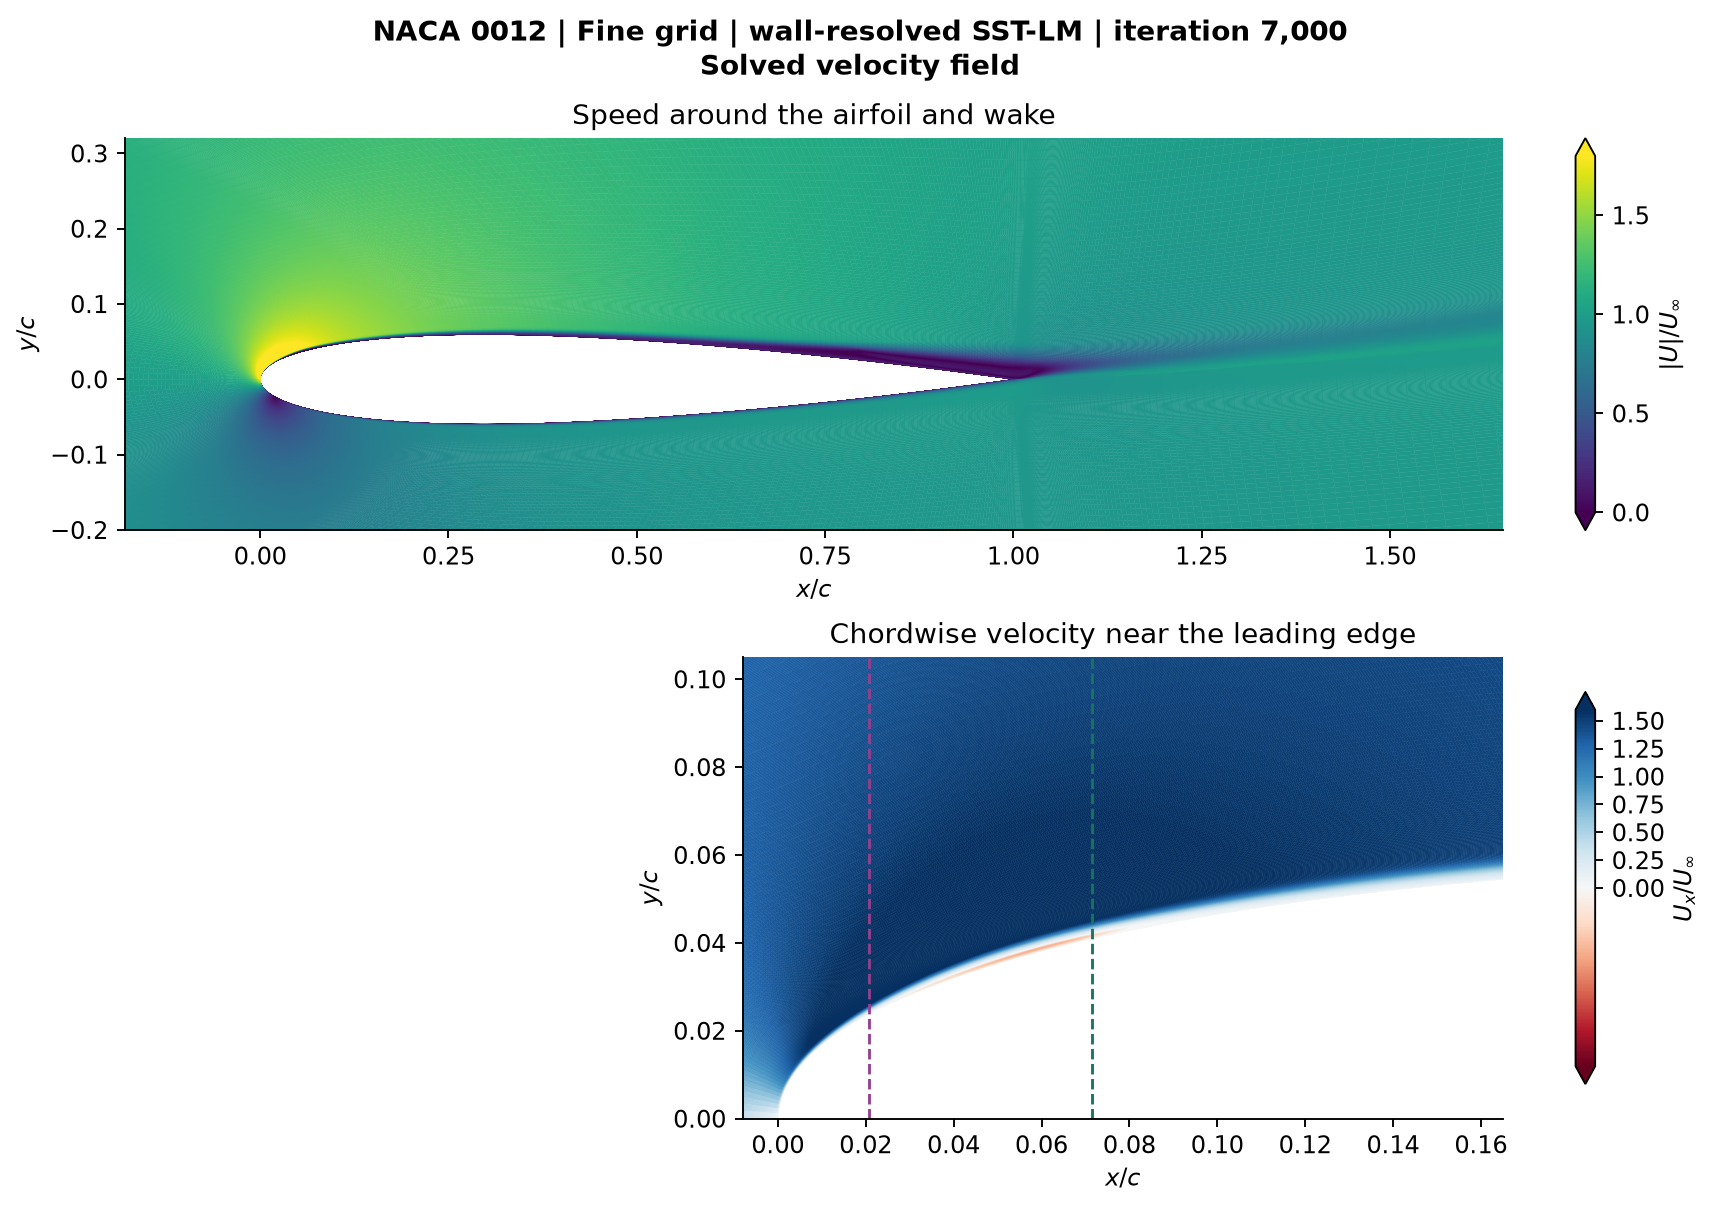 NACA 0012 | Fine grid | wall-resolved SST-LM | iteration 7,000
Solved velocity field
Speed around the airfoil and wake
0.3
0.2
0.1
0.0
−0.1
−0.2
y/c
0.00 0.25 0.50 0.75 1.00 1.25 1.50
x/c
1.5
1.0
0.5
0.0
|U|/U∞
Chordwise velocity near the leading edge
0.10
0.08
0.06
0.04
0.02
0.00
y/c
0.00 0.02 0.04 0.06 0.08 0.10 0.12 0.14 0.16
x/c
1.50
1.25
1.00
0.75
0.50
0.25
0.00
Ux/U∞